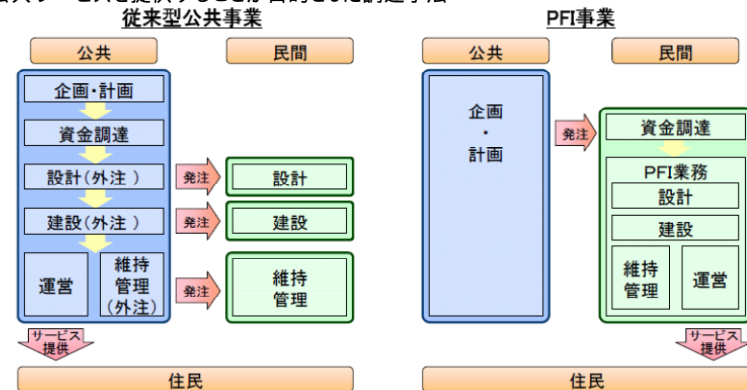 従来型公共事業
公共
民間
企画・計画
資金調達
設計(外注 )
発注
設計
建設(外注 )
発注
建設
運営
維持
管理
(外注)
発注
維持
管理
サービス
提供
住民
PFI事業
公共
民間
企画
・
計画
発注
資金調達
PFI業務
設計
建設
維持
管理
運営
サービス
提供
住民